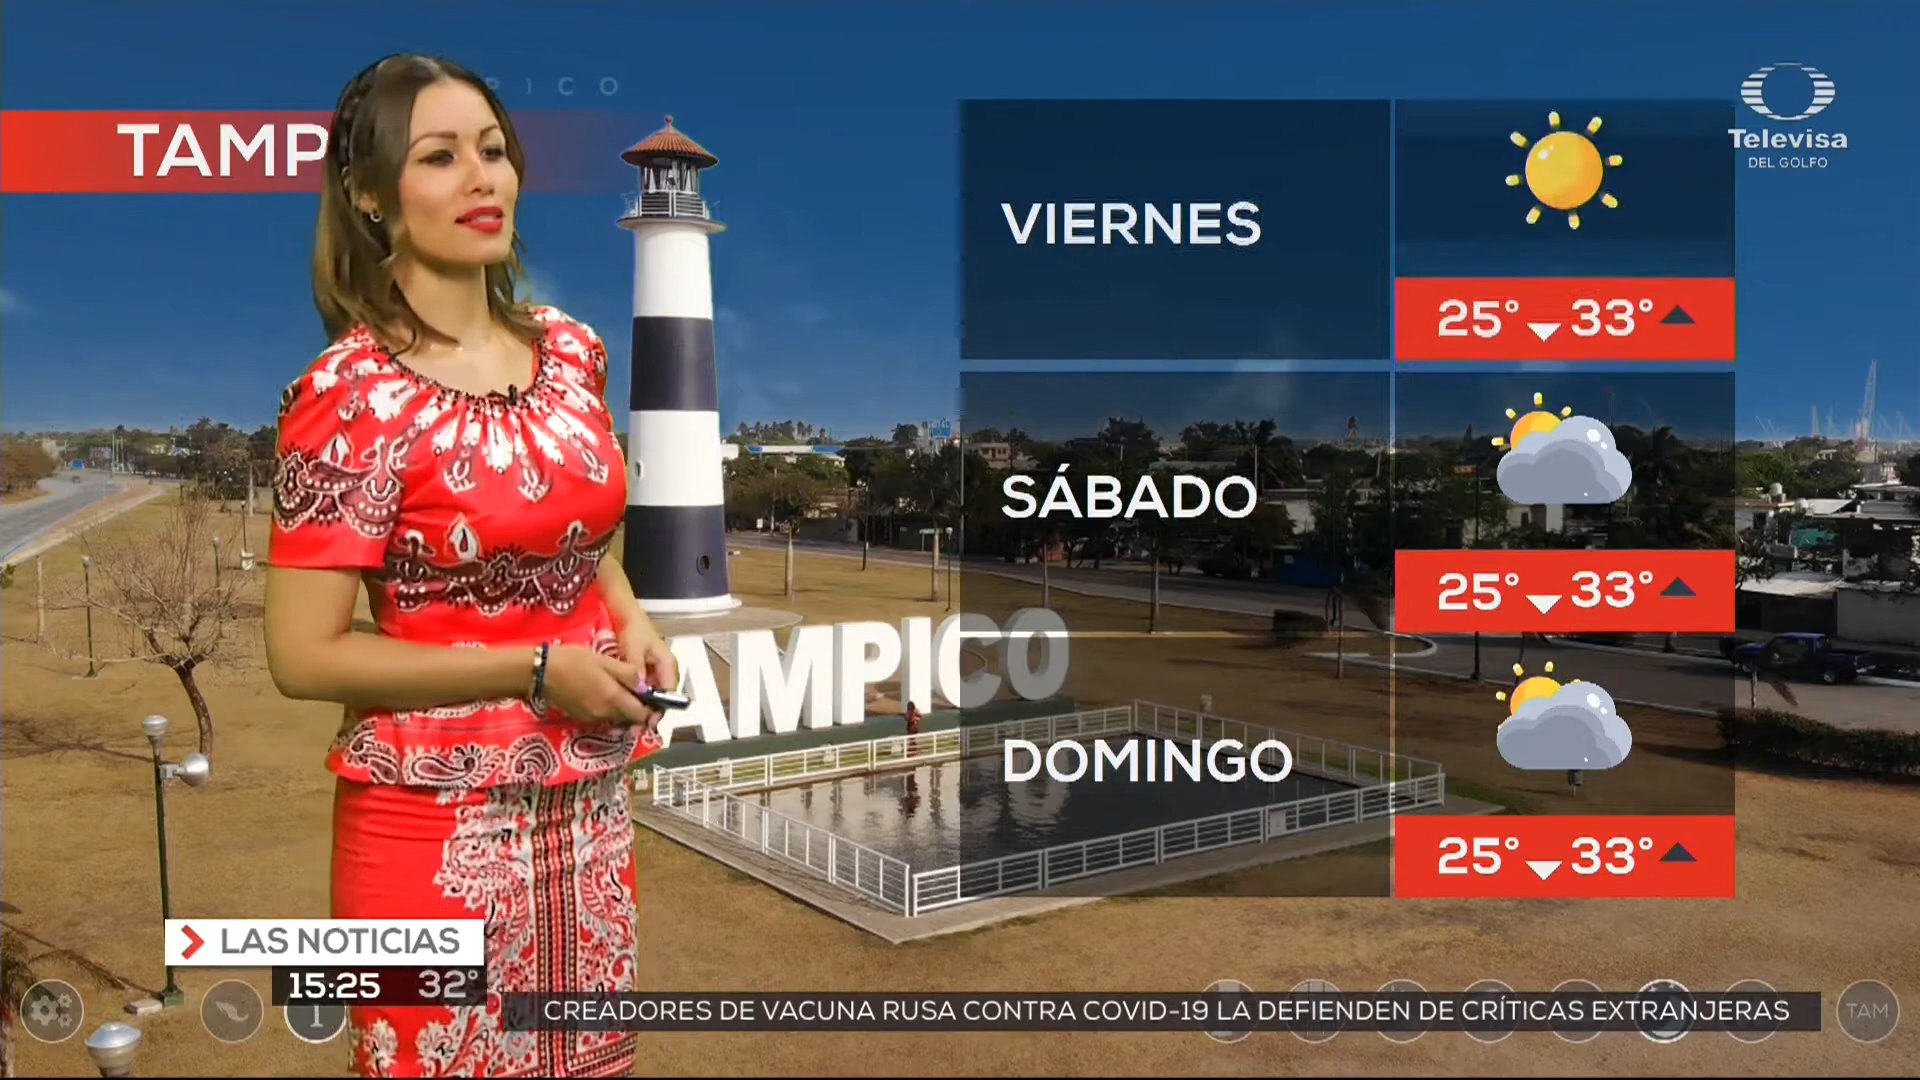 PICO
TAMP
Televisa
DEL GOLFO
VIERNES
25° 33°
SÁBADO
25° 33°
AMPICO
DOMINGO
25° 33°
LAS NOTICIAS
15:25 32°
CREADORES DE VACUNA RUSA CONTRA COVID-19 LA DEFIENDEN DE CRÍTICAS EXTRANJERAS
TAM